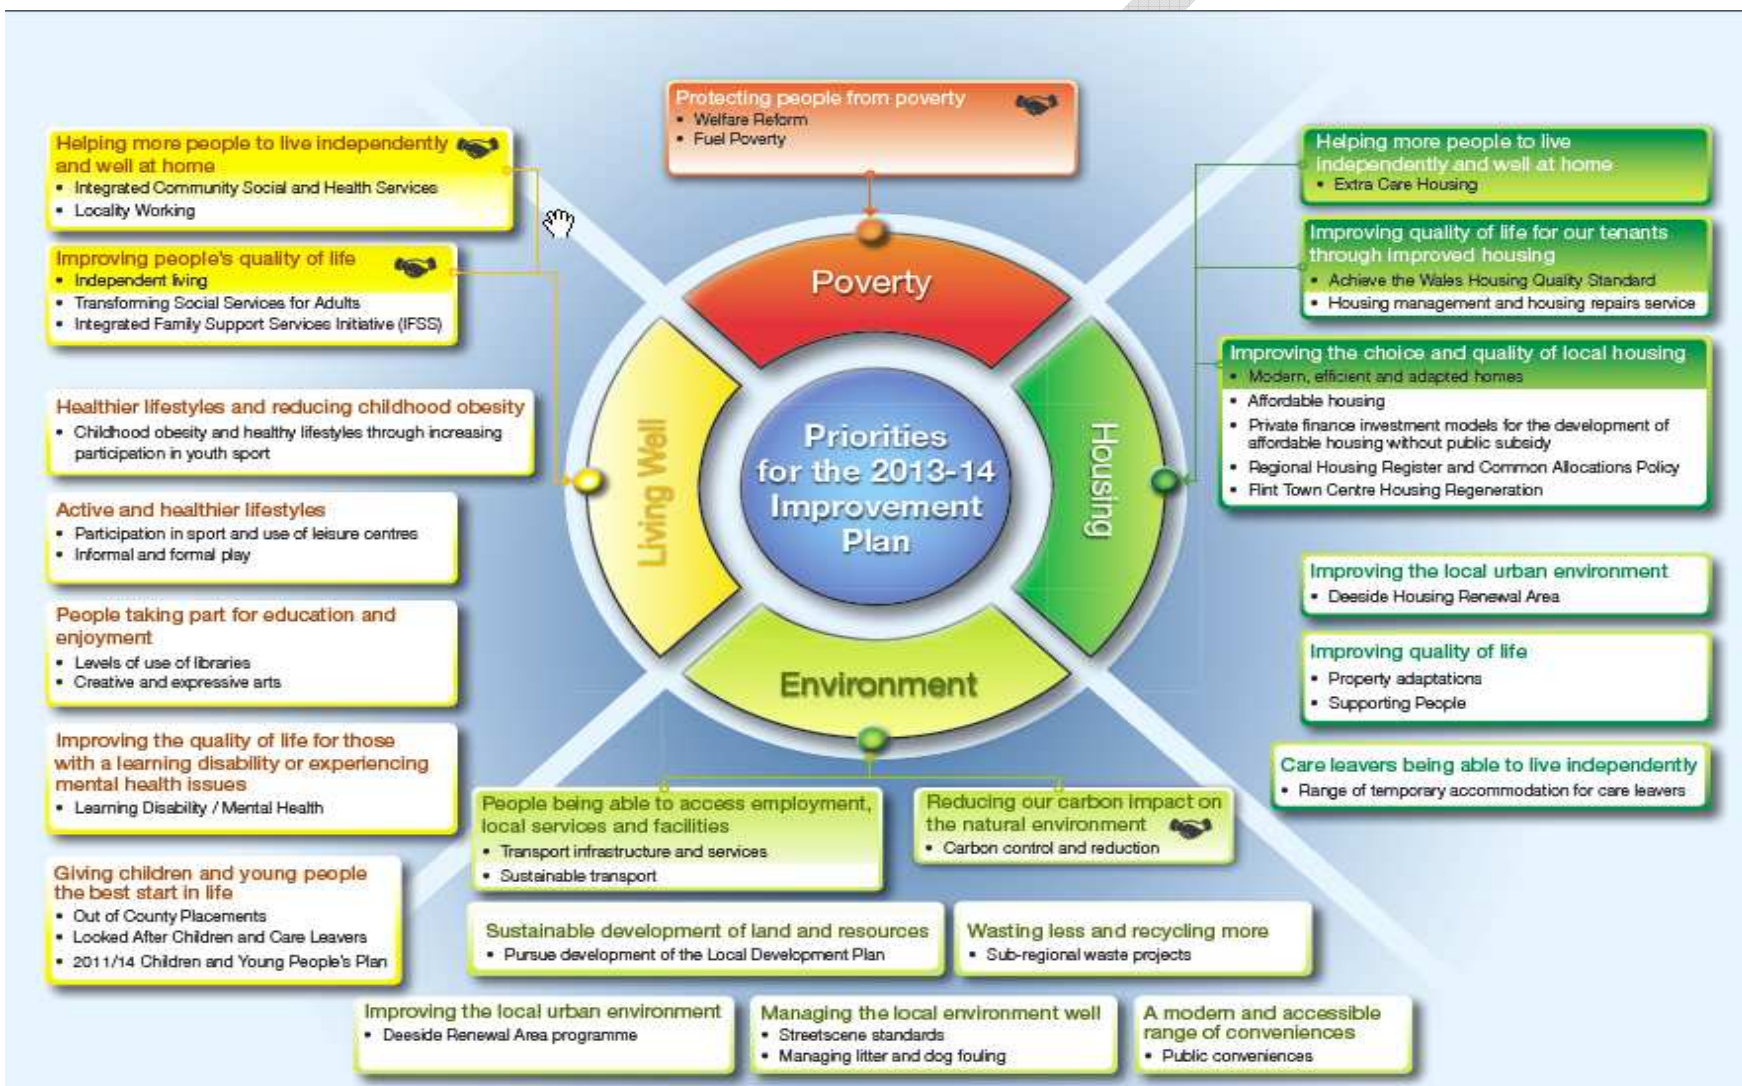 Protecting people from poverty
• Welfare Reform
• Fuel Poverty
Helping more people to live independently
and well at home
• Integrated Community Social and Health Services
• Locality Working
Improving people's quality of life
• Independent living
• Transforming Social Services for Adults
• Integrated Family Support Services Initiative (IFSS)
Healthier lifestyles and reducing childhood obesity
• Childhood obesity and healthy lifestyles through increasing
participation in youth sport
Active and healthier lifestyles
• Participation in sport and use of leisure centres
• Informal and formal play
People taking part for education and
enjoyment
• Levels of use of libraries
• Creative and expressive arts
Improving the quality of life for those
with a learning disability or experiencing
mental health issues
• Learning Disability / Mental Health
Giving children and young people
the best start in life
• Out of County Placements
• Looked After Children and Care Leavers
• 2011/14 Children and Young People's Plan
Poverty
Living Well
Priorities
for the 2013-14
Improvement
Plan
Housing
Environment
Helping more people to live
independently and well at home
• Extra Care Housing
Improving quality of life for our tenants
through improved housing
• Achieve the Wales Housing Quality Standard
• Housing management and housing repairs service
Improving the choice and quality of local housing
• Modern, efficient and adapted homes
• Affordable housing
• Private finance investment models for the development of
affordable housing without public subsidy
• Regional Housing Register and Common Allocations Policy
• Flint Town Centre Housing Regeneration
Improving the local urban environment
• Deeside Housing Renewal Area
Improving quality of life
• Property adaptations
• Supporting People
Care leavers being able to live independently
• Range of temporary accommodation for care leavers
People being able to access employment,
local services and facilities
• Transport infrastructure and services
• Sustainable transport
Reducing our carbon impact on
the natural environment
• Carbon control and reduction
Sustainable development of land and resources
• Pursue development of the Local Development Plan
Wasting less and recycling more
• Sub-regional waste projects
Improving the local urban environment
• Deeside Renewal Area programme
Managing the local environment well
• Streetscene standards
• Managing litter and dog fouling
A modern and accessible
range of conveniences
• Public conveniences